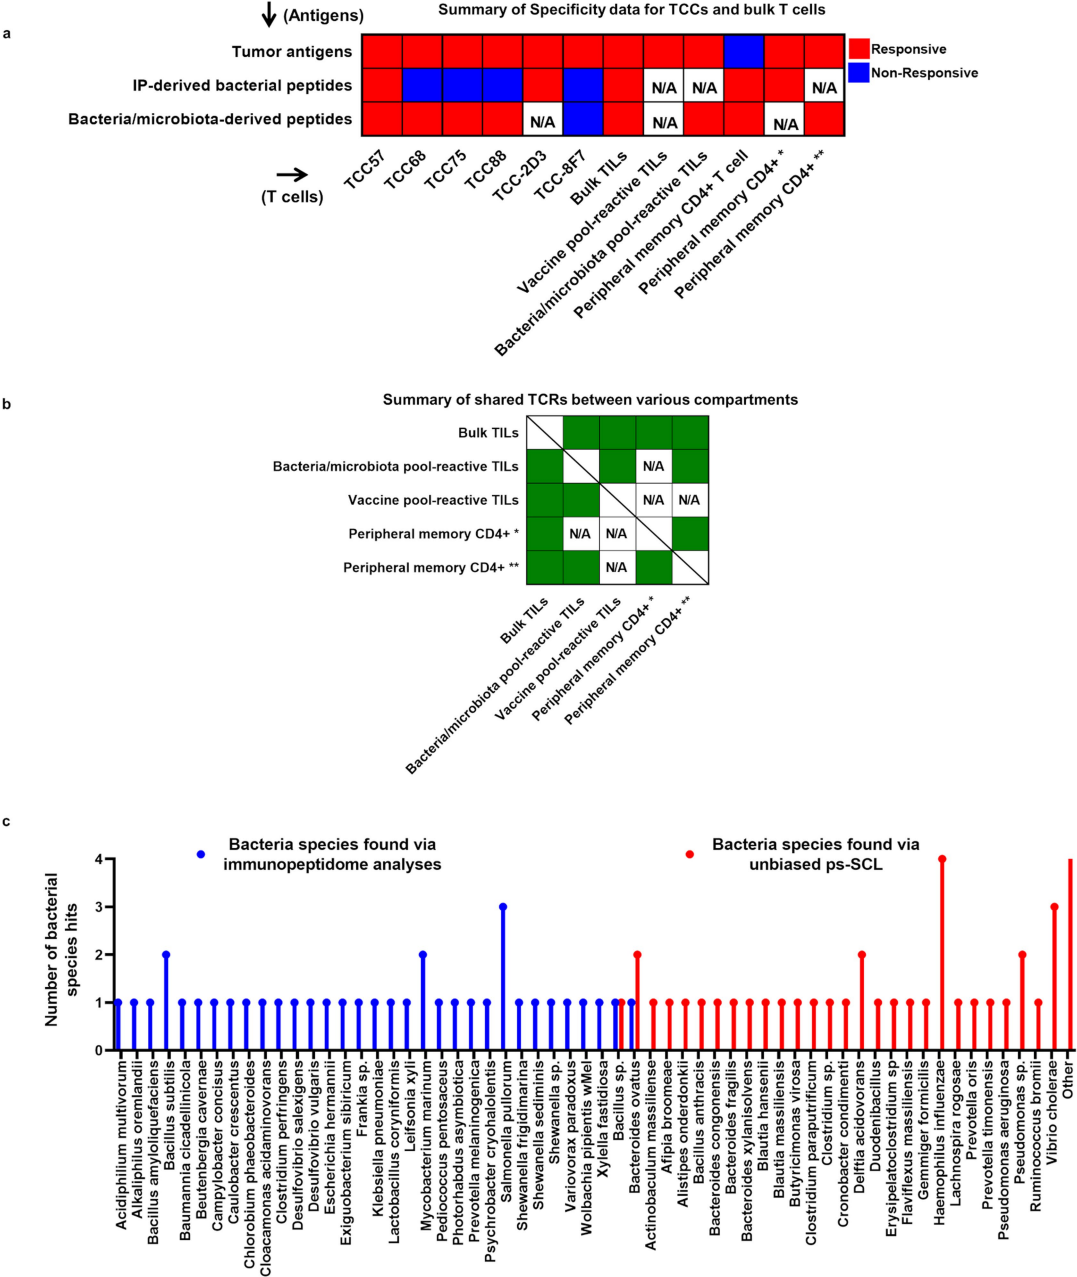 a
(Antigens)
Summary of Specificity data for TCCs and bulk T cells
Tumor antigens
IP-derived bacterial peptides
Bacteria/microbiota-derived peptides
N/A N/A N/A
N/A N/A N/A
Responsive
Non-Responsive
(T cells)
TCC57
TCC68
TCC75
TCC88
TCC-2D3
TCC-8F7
Bulk TILs
Vaccine pool-reactive TILs
Bacteria/microbiota pool-reactive TILs
Peripheral memory CD4+ T cell
Peripheral memory CD4+ *
Peripheral memory CD4+ **
b
Summary of shared TCRs between various compartments
Bulk TILs
Bacteria/microbiota pool-reactive TILs
N/A
Vaccine pool-reactive TILs
N/A N/A
Peripheral memory CD4+ *
N/A N/A
Peripheral memory CD4+ **
N/A
Bulk TILs
Bacteria/microbiota pool-reactive TILs
Vaccine pool-reactive TILs
Peripheral memory CD4+ *
Peripheral memory CD4+ **
c
Bacteria species found via
immunopeptidome analyses
Bacteria species found via
unbiased ps-SCL
Number of bacterial
species hits
4
3
2
1
0
Acidiphilium multivorum
Alkaliphilus oremlandii
Bacillus amyloliquefaciens
Bacillus subtilis
Baumannia cicadellinicola
Beutenbergia cavernae
Campylobacter concisus
Caulobacter crescentus
Chlorobium phaeobacteroides
Cloacamonas acidaminovorans
Clostridium perfringens
Desulfovibrio salexigens
Desulfovibrio vulgaris
Escherichia hermannii
Exiguobacterium sibiricum
Frankia sp.
Klebsiella pneumoniae
Lactobacillus coryniformis
Leifsonia xyli
Mycobacterium marinum
Pediococcus pentosaceus
Photorhabdus asymbiotica
Prevotella melaninogenica
Psychrobacter cryohalolentis
Salmonella pullorum
Shewanella frigidimarina
Shewanella sediminis
Shewanella sp.
Variovorax paradoxus
Wolbachia pipientis wMel
Xylella fastidiosa
Bacillus sp.
Bacteroides ovatus
Actinobaculum massiliense
Afipia broomeae
Alistipes onderdonkii
Bacillus anthracis
Bacteroides congonensis
Bacteroides fragilis
Bacteroides xylanisolvens
Blautia hansenii
Blautia massiliensis
Butyricimonas virosa
Clostridium paraputrificum
Clostridium sp.
Cronobacter condimenti
Delftia acidovorans
Duodenibacillus
Erysipelatoclostridium sp
Flaviflexus massiliensis
Gemmiger formicilis
Haemophilus influenzae
Lachnospira rogosae
Prevotella oris
Prevotella timonensis
Pseudomonas aeruginosa
Pseudomonas sp.
Ruminococcus bromii
Vibrio cholerae
Other